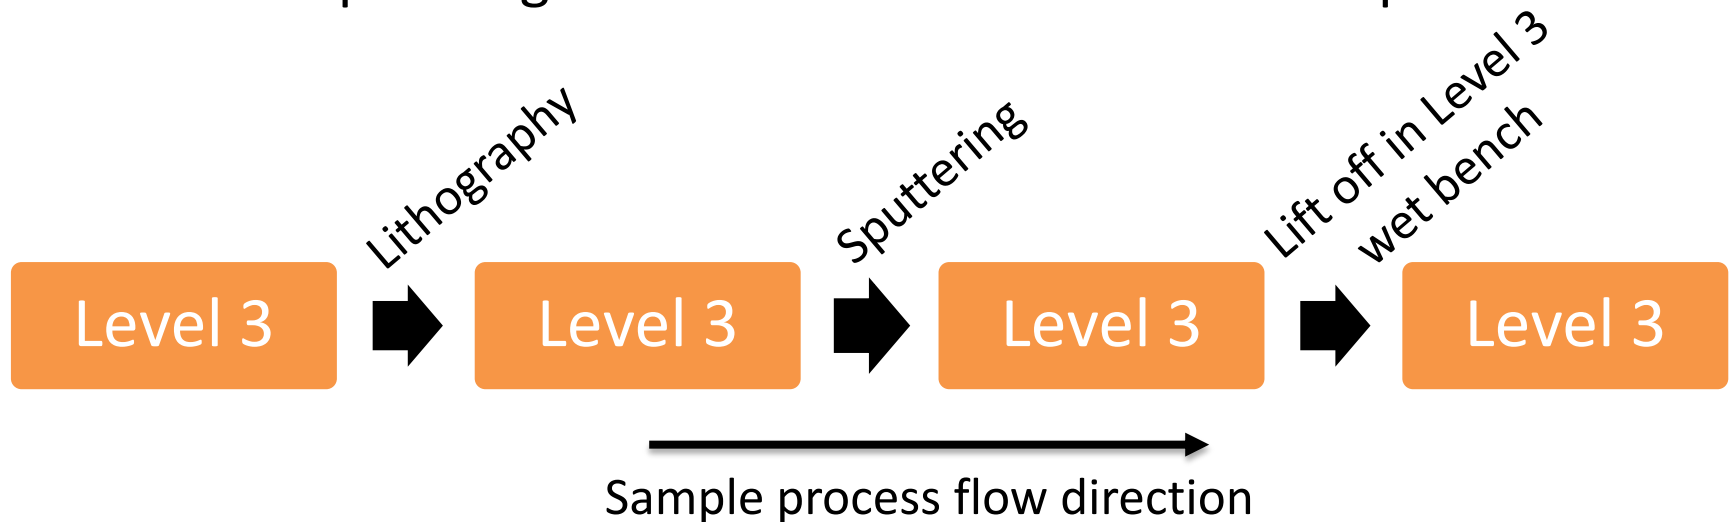 Lithography
Sputtering
Lift off in Level 3
wet bench
Level 3
Level 3
Level 3
Level 3
Sample process flow direction